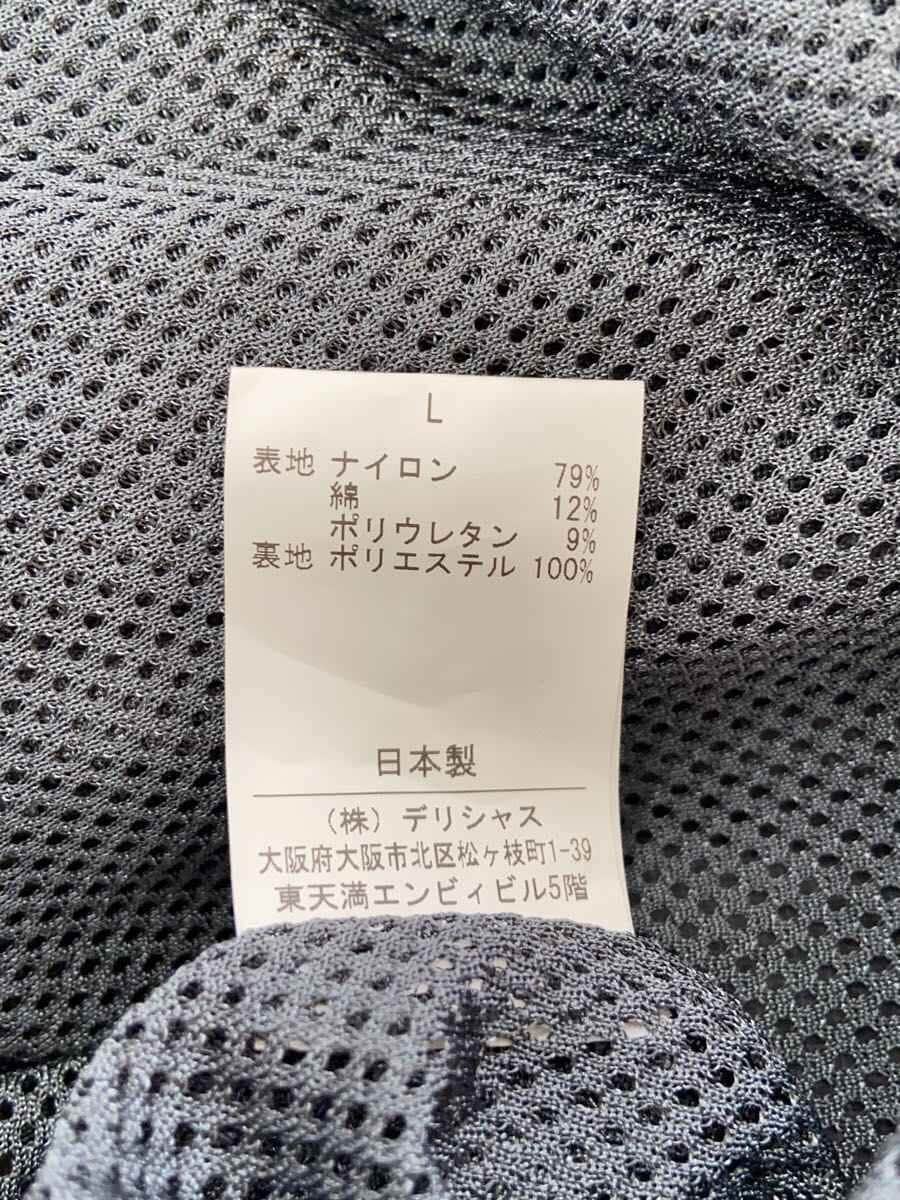 L
表地 ナイロン 79%
綿 12%
ポリウレタン 9%
裏地 ポリエステル 100%
日本製
(株) デリシャス
大阪府大阪市北区松ヶ枝町1-39
東天満エンビィビル5階